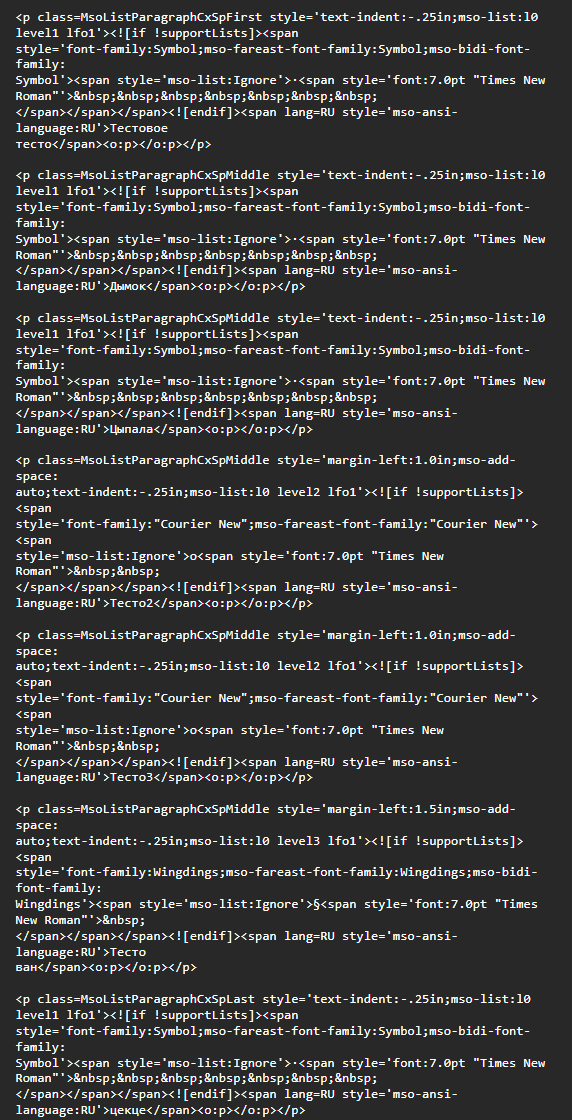 <p class=MsoListParagraphCxSpFirst style='text-indent:-.25in;mso-list:l0
level1 lfo1'><![if !supportLists]><span
style='font-family:Symbol;mso-fareast-font-family:Symbol;mso-bidi-font-
family:
Symbol'><span style='mso-list:Ignore'>·<span style='font:7.0pt "Times New
Roman"'>&nbsp;&nbsp;&nbsp;&nbsp;&nbsp;&nbsp;&nbsp;
</span></span></span><![endif]><span lang=RU style='mso-ansi-
language:RU'>Тестовое
тесто</span><o:p></o:p></p>
<p class=MsoListParagraphCxSpMiddle style='text-indent:-.25in;mso-list:l0
level1 lfo1'><![if !supportLists]><span
style='font-family:Symbol;mso-fareast-font-family:Symbol;mso-bidi-font-
family:
Symbol'><span style='mso-list:Ignore'>·<span style='font:7.0pt "Times New
Roman"'>&nbsp;&nbsp;&nbsp;&nbsp;&nbsp;&nbsp;&nbsp;
</span></span></span><![endif]><span lang=RU style='mso-ansi-
language:RU'>Дымок</span><o:p></o:p></p>
<p class=MsoListParagraphCxSpMiddle style='text-indent:-.25in;mso-list:l0
level1 lfo1'><![if !supportLists]><span
style='font-family:Symbol;mso-fareast-font-family:Symbol;mso-bidi-font-
family:
Symbol'><span style='mso-list:Ignore'>·<span style='font:7.0pt "Times New
Roman"'>&nbsp;&nbsp;&nbsp;&nbsp;&nbsp;&nbsp;&nbsp;
</span></span></span><![endif]><span lang=RU style='mso-ansi-
language:RU'>Цыпала</span><o:p></o:p></p>
<p class=MsoListParagraphCxSpMiddle style='margin-left:1.0in;mso-add-
space:
auto;text-indent:-.25in;mso-list:l0 level2 lfo1'><![if !supportLists]>
<span
style='font-family:"Courier New";mso-fareast-font-family:"Courier New"'>
<span
style='mso-list:Ignore'>o<span style='font:7.0pt "Times New
Roman"'>&nbsp;&nbsp;
</span></span></span><![endif]><span lang=RU style='mso-ansi-
language:RU'>Тесто2</span><o:p></o:p></p>
<p class=MsoListParagraphCxSpMiddle style='margin-left:1.0in;mso-add-
space:
auto;text-indent:-.25in;mso-list:l0 level2 lfo1'><![if !supportLists]>
<span
style='font-family:"Courier New";mso-fareast-font-family:"Courier New"'>
<span
style='mso-list:Ignore'>o<span style='font:7.0pt "Times New
Roman"'>&nbsp;&nbsp;
</span></span></span><![endif]><span lang=RU style='mso-ansi-
language:RU'>Тесто3</span><o:p></o:p></p>
<p class=MsoListParagraphCxSpMiddle style='margin-left:1.5in;mso-add-
space:
auto;text-indent:-.25in;mso-list:l0 level3 lfo1'><![if !supportLists]>
<span
style='font-family:Wingdings;mso-fareast-font-family:Wingdings;mso-bidi-
font-family:
Wingdings'><span style='mso-list:Ignore'>§<span style='font:7.0pt "Times
New Roman"'>&nbsp;
</span></span></span><![endif]><span lang=RU style='mso-ansi-
language:RU'>Тесто
ван</span><o:p></o:p></p>
<p class=MsoListParagraphCxSpLast style='text-indent:-.25in;mso-list:l0
level1 lfo1'><![if !supportLists]><span
style='font-family:Symbol;mso-fareast-font-family:Symbol;mso-bidi-font-
family:
Symbol'><span style='mso-list:Ignore'>·<span style='font:7.0pt "Times New
Roman"'>&nbsp;&nbsp;&nbsp;&nbsp;&nbsp;&nbsp;&nbsp;
</span></span></span><![endif]><span lang=RU style='mso-ansi-
language:RU'>цекце</span><o:p></o:p></p>